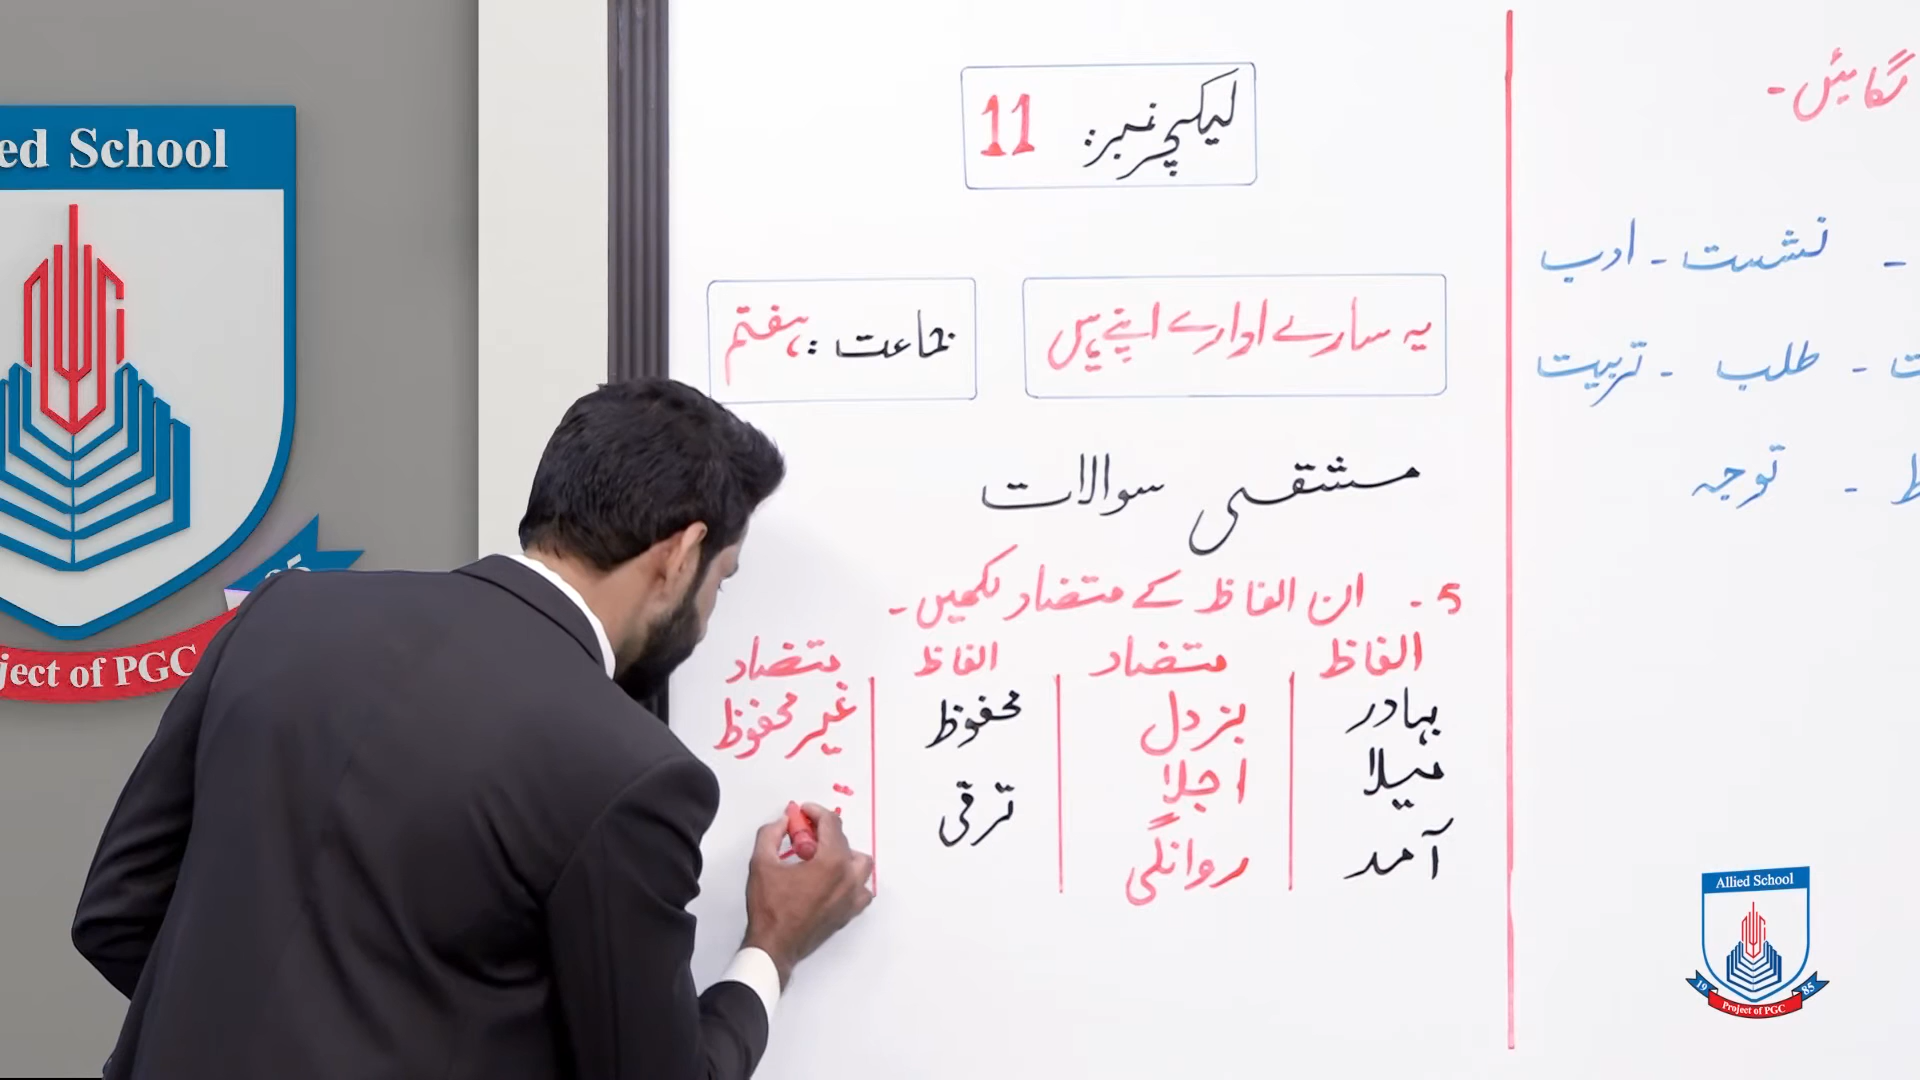 لیکچر نمبر: 11
یہ سارے ادارے اپنے ہیں
جماعت: ہفتم
مشقی سوالات
5 - ان الفاظ کے متضاد لکھیں۔
الفاظ متضاد الفاظ متضاد
بہادر بزدل محفوظ غیر محفوظ
میلا اجلا ترقی
آمد روانگی
- نشست - ادب
- طلب - تربیت
- توجہ
ed School
ject of PGC
Allied School
19 85
Project of PGC